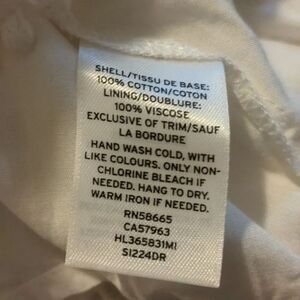 SHELL/TISSU DE BASE:
100% COTTON/COTON
LINING/DOUBLURE:
100% VISCOSE
EXCLUSIVE OF TRIM/SAUF
LA BORDURE
HAND WASH COLD, WITH
LIKE COLOURS. ONLY NON-
CHLORINE BLEACH IF
NEEDED. HANG TO DRY.
WARM IRON IF NEEDED.
RN58665
CA57963
HL365831MI
SI224DR